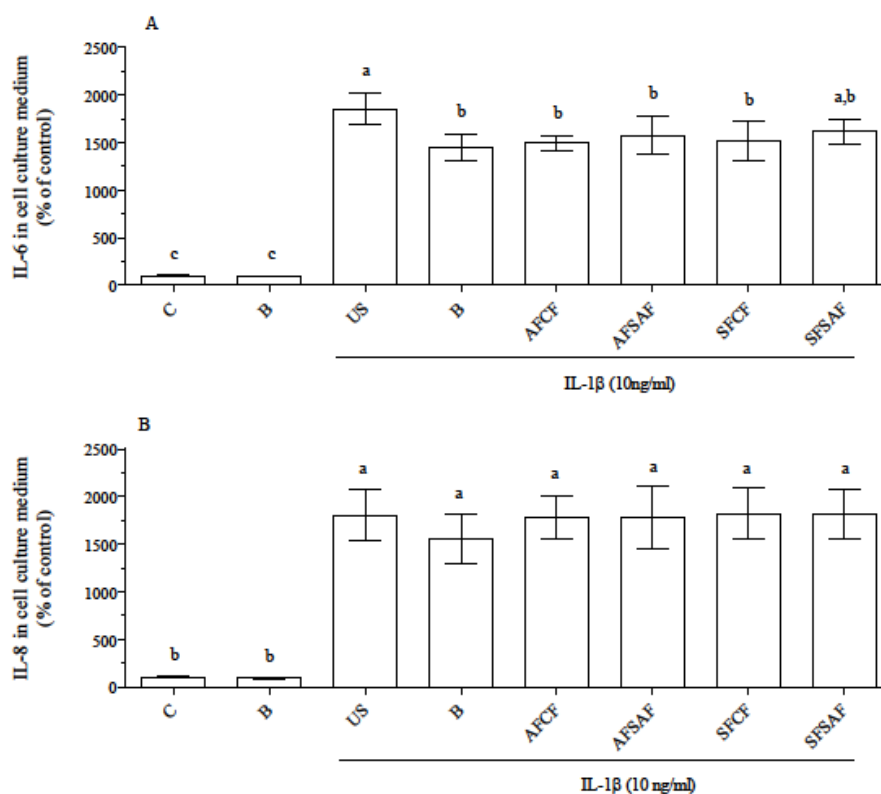 A
IL-6 in cell culture medium
(% of control)
2500
2000
1500
1000
500
0
a
b
b
b
b
a,b
c
c
C
B
US
B
AFCF
AFSAF
SFCF
SFSAF
IL-1β (10ng/ml)
B
IL-8 in cell culture medium
(% of control)
2500
2000
1500
1000
500
0
a
a
a
a
a
a
b
b
C
B
US
B
AFCF
AFSAF
SFCF
SFSAF
IL-1β (10 ng/ml)